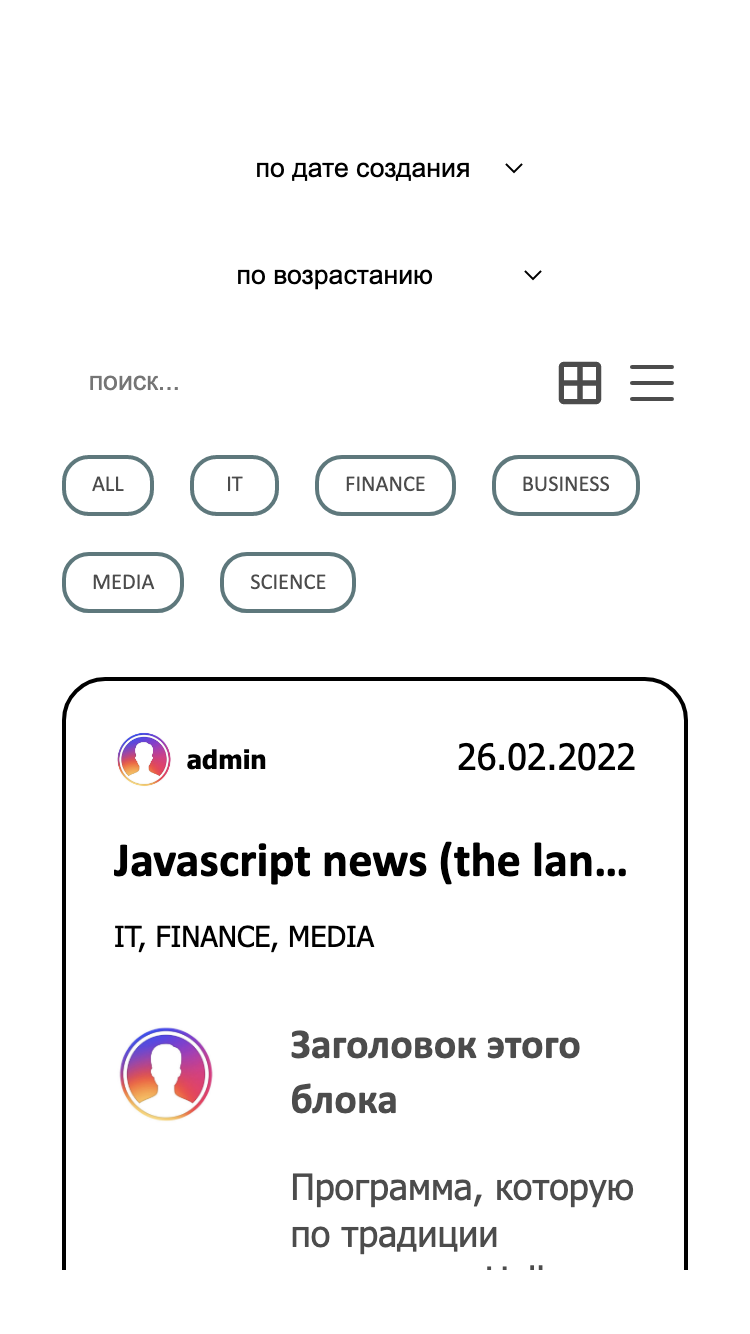 по дате создания
по возрастанию
поиск...
ALL IT FINANCE BUSINESS
MEDIA SCIENCE
admin 26.02.2022
Javascript news (the lan...
IT, FINANCE, MEDIA
Заголовок этого
блока
Программа, которую
по традиции